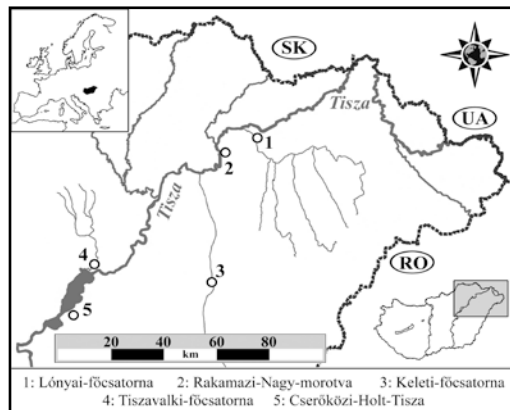 SK
Tisza
UA
1
2
Tisza
3
RO
4
5
20 40 60 80 100
km
1: Lónyai-főcsatorna 2: Rakamazi-Nagy-morotva 3: Keleti-főcsatorna
4: Tiszavalki-főcsatorna 5: Cserőközi-Holt-Tisza